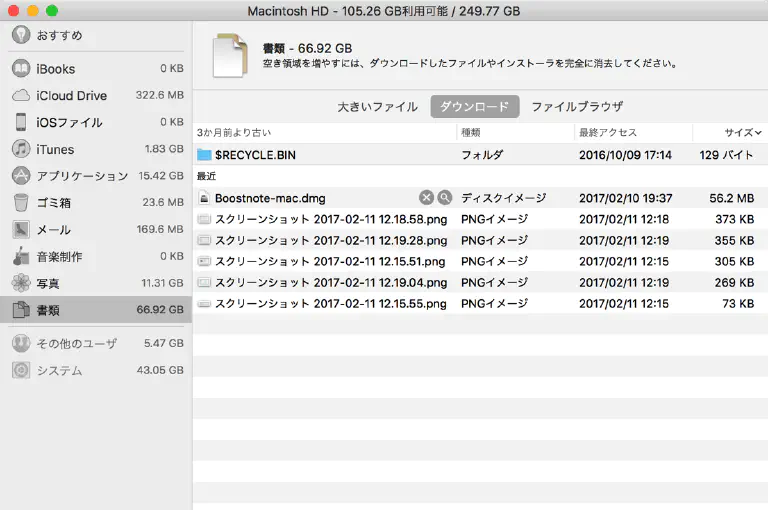 Macintosh HD - 105.26 GB利用可能 / 249.77 GB
おすすめ
iBooks 0 KB
iCloud Drive 322.6 MB
iOSファイル 0 KB
iTunes 1.83 GB
アプリケーション 15.42 GB
ゴミ箱 23.6 MB
メール 169.6 MB
音楽制作 0 KB
写真 11.31 GB
書類 66.92 GB
その他のユーザ 5.47 GB
システム 43.05 GB
書類 - 66.92 GB
空き領域を増やすには、ダウンロードしたファイルやインストーラを完全に消去してください。
大きいファイル ダウンロード ファイルブラウザ
3か月前より古い 種類 最終アクセス サイズ
$RECYCLE.BIN フォルダ 2016/10/09 17:14 129 バイト
最近
Boostnote-mac.dmg ディスクイメージ 2017/02/10 19:37 56.2 MB
スクリーンショット 2017-02-11 12.18.58.png PNGイメージ 2017/02/11 12:18 373 KB
スクリーンショット 2017-02-11 12.19.28.png PNGイメージ 2017/02/11 12:19 355 KB
スクリーンショット 2017-02-11 12.15.51.png PNGイメージ 2017/02/11 12:15 305 KB
スクリーンショット 2017-02-11 12.19.04.png PNGイメージ 2017/02/11 12:19 269 KB
スクリーンショット 2017-02-11 12.15.55.png PNGイメージ 2017/02/11 12:15 73 KB